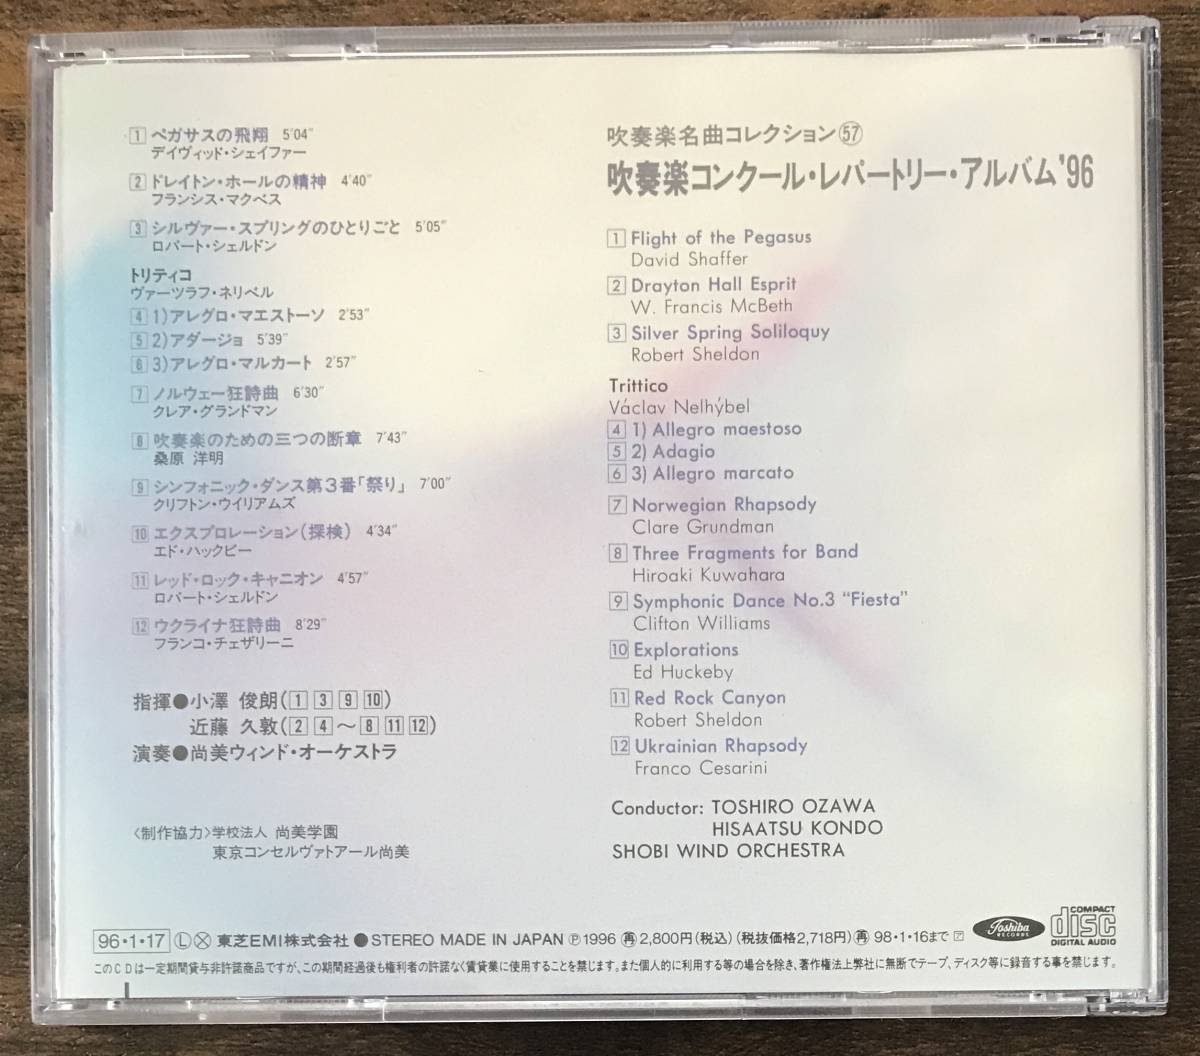 1 ペガサスの飛翔 5'04"
デイヴィッド・シェイファー
2 ドレイトン・ホールの精神 4'40"
フランシス・マクベス
3 シルヴァー・スプリングのひとりごと 5'05"
ロバート・シェルドン
トリティコ
ヴァーツラフ・ネリベル
4 1)アレグロ・マエストーソ 2'53"
5 2)アダージョ 5'39"
6 3)アレグロ・マルカート 2'57"
7 ノルウェー狂詩曲 6'30"
クレア・グランドマン
8 吹奏楽のための三つの断章 7'43"
桑原 洋明
9 シンフォニック・ダンス第3番「祭り」 7'00"
クリフトン・ウイリアムズ
10 エクスプロレーション(探検) 4'34"
エド・ハックビー
11 レッド・ロック・キャニオン 4'57"
ロバート・シェルドン
12 ウクライナ狂詩曲 8'29"
フランコ・チェザリーニ
指揮●小澤 俊朗(1 3 9 10)
近藤 久敦(2 4〜8 11 12)
演奏●尚美ウィンド・オーケストラ
〈制作協力〉学校法人 尚美学園
東京コンセルヴァトアール尚美
吹奏楽名曲コレクション57
吹奏楽コンクール・レパートリー・アルバム'96
1 Flight of the Pegasus
David Shaffer
2 Drayton Hall Esprit
W. Francis McBeth
3 Silver Spring Soliloquy
Robert Sheldon
Trittico
Václav Nelhýbel
4 1) Allegro maestoso
5 2) Adagio
6 3) Allegro marcato
7 Norwegian Rhapsody
Clare Grundman
8 Three Fragments for Band
Hiroaki Kuwahara
9 Symphonic Dance No.3 “Fiesta”
Clifton Williams
10 Explorations
Ed Huckeby
11 Red Rock Canyon
Robert Sheldon
12 Ukrainian Rhapsody
Franco Cesarini
Conductor: TOSHIRO OZAWA
HISAATSU KONDO
SHOBI WIND ORCHESTRA
96・1・17 Ⓛ Ⓧ 東芝EMI株式会社 ●STEREO MADE IN JAPAN Ⓟ1996 再 2,800円(税込)(税抜価格2,718円) 再 98・1・16まで
Toshiba RECORDS
COMPACT disc DIGITAL AUDIO
このCDは一定期間貸与非許諾商品ですが、この期間経過後も権利者の許諾なく賃貸業に使用することを禁じます。また個人的に利用する等の場合を除き、著作権法上弊社に無断でテープ、ディスク等に録音する事を禁じます。